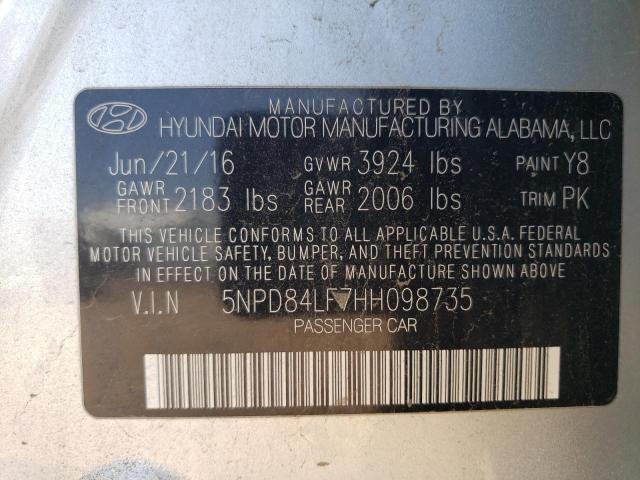 MANUFACTURED BY
HYUNDAI MOTOR MANUFACTURING ALABAMA, LLC
Jun/21/16 GVWR 3924 lbs PAINT Y8
GAWR FRONT 2183 lbs GAWR REAR 2006 lbs TRIM PK
THIS VEHICLE CONFORMS TO ALL APPLICABLE U.S.A. FEDERAL
MOTOR VEHICLE SAFETY, BUMPER, AND THEFT PREVENTION STANDARDS
IN EFFECT ON THE DATE OF MANUFACTURE SHOWN ABOVE
V.I.N 5NPD84LF7HH098735
PASSENGER CAR